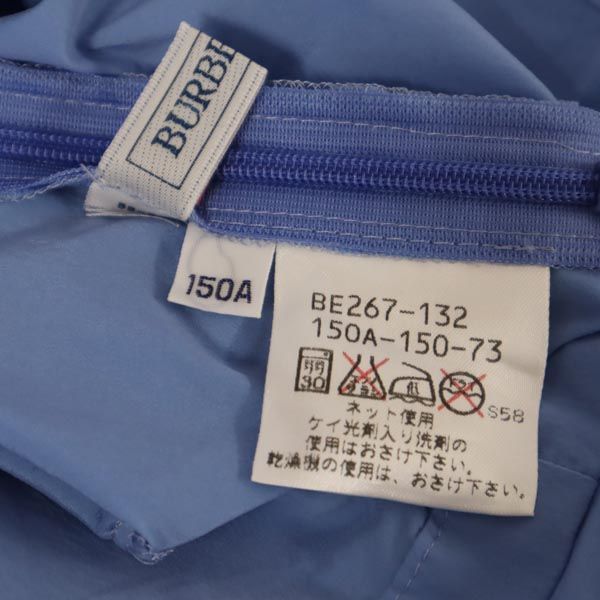 BURBE
150A
BE267-132
150A-150-73
30 低 S58
ネット使用
ケイ光剤入り洗剤の
使用はおさけ下さい。
乾燥機の使用はおさけ下さい。